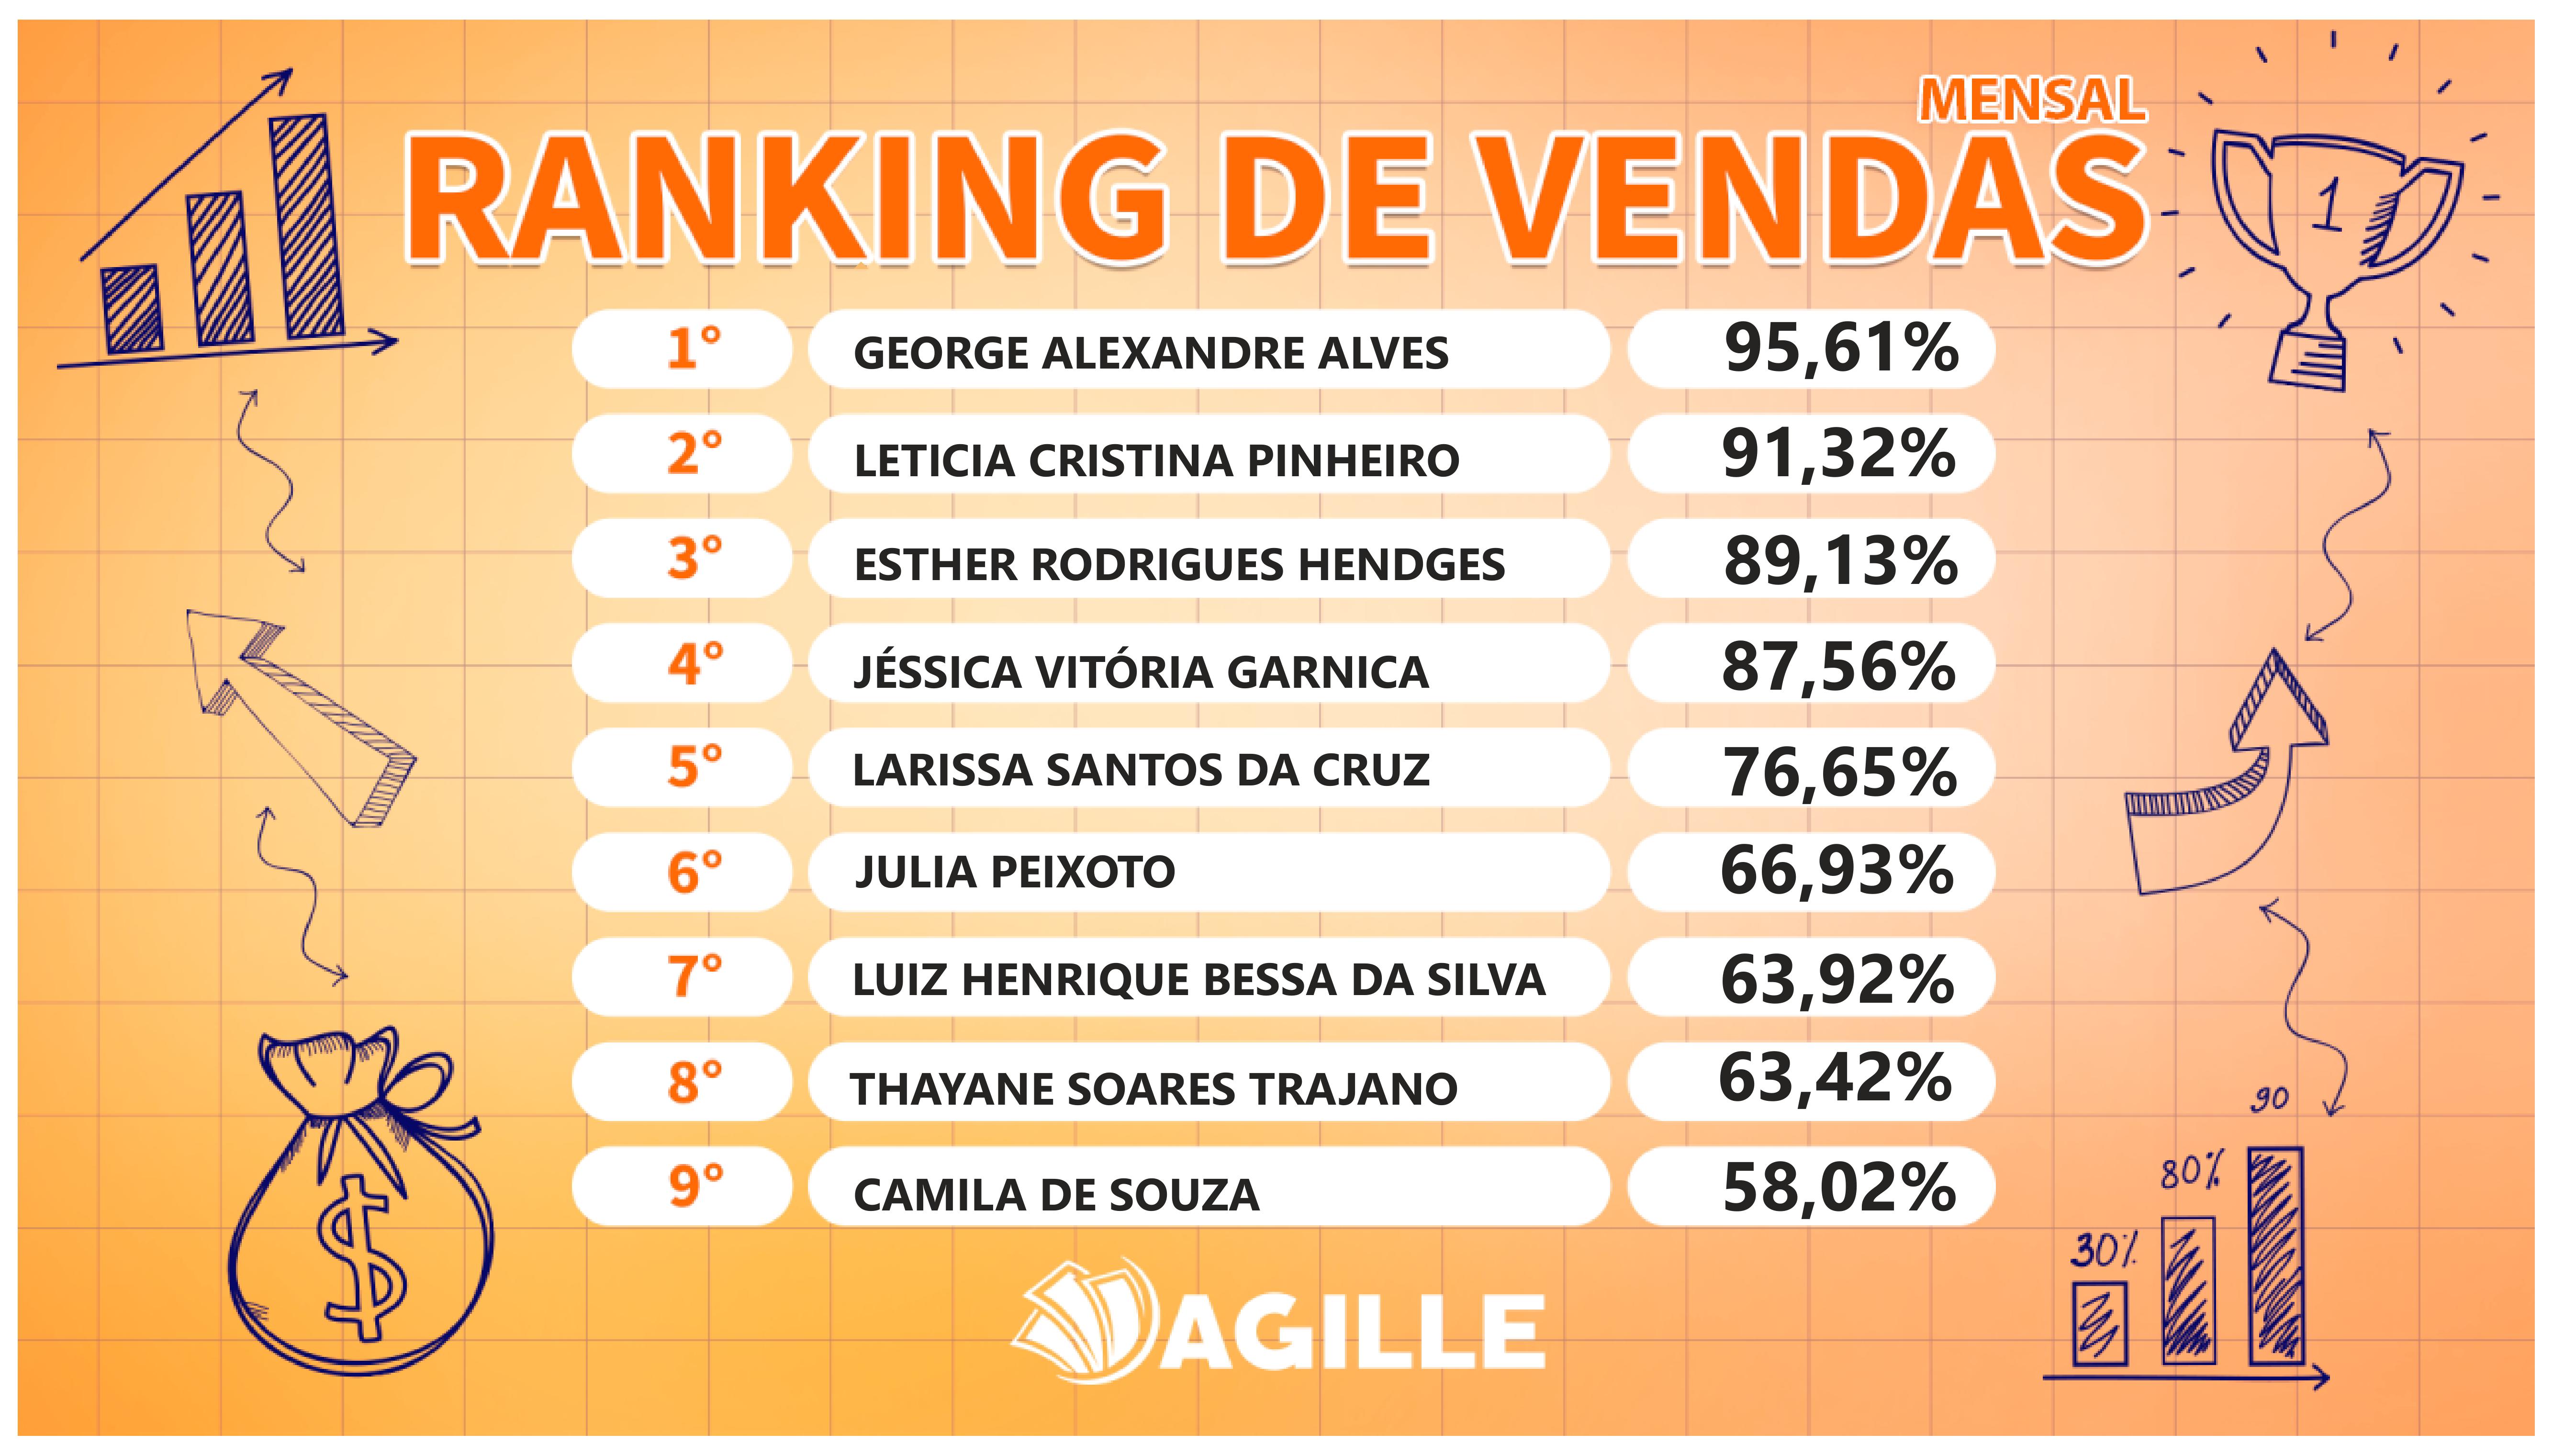 MENSAL
RANKING DE VENDAS
1° GEORGE ALEXANDRE ALVES 95,61%
2° LETICIA CRISTINA PINHEIRO 91,32%
3° ESTHER RODRIGUES HENDGES 89,13%
4° JÉSSICA VITÓRIA GARNICA 87,56%
5° LARISSA SANTOS DA CRUZ 76,65%
6° JULIA PEIXOTO 66,93%
7° LUIZ HENRIQUE BESSA DA SILVA 63,92%
8° THAYANE SOARES TRAJANO 63,42%
9° CAMILA DE SOUZA 58,02%
AGILLE
1
$
90
80%
30%